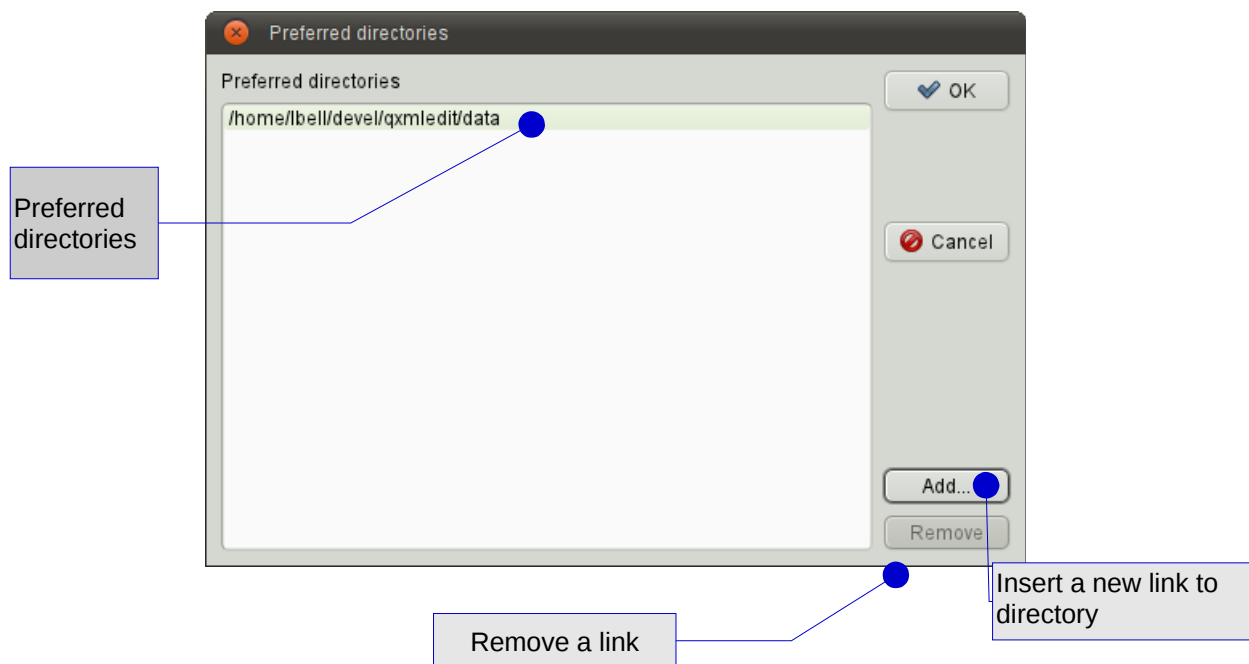 Preferred directories
Preferred directories
OK
/home/lbell/devel/qxmledit/data
Preferred
directories
Cancel
Add...
Remove
Insert a new link to
directory
Remove a link